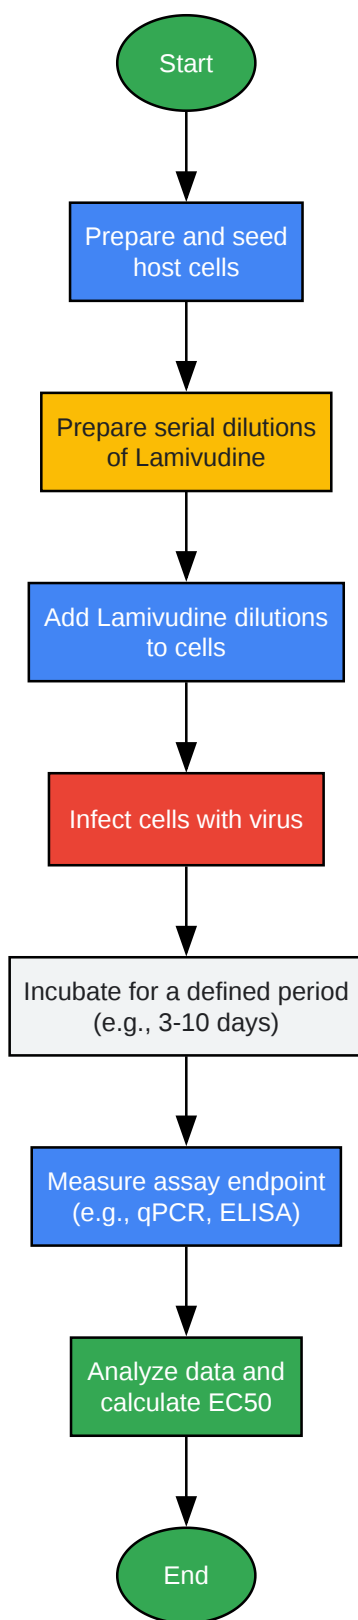 Start
Prepare and seed
host cells
Prepare serial dilutions
of Lamivudine
Add Lamivudine dilutions
to cells
Infect cells with virus
Incubate for a defined period
(e.g., 3-10 days)
Measure assay endpoint
(e.g., qPCR, ELISA)
Analyze data and
calculate EC50
End